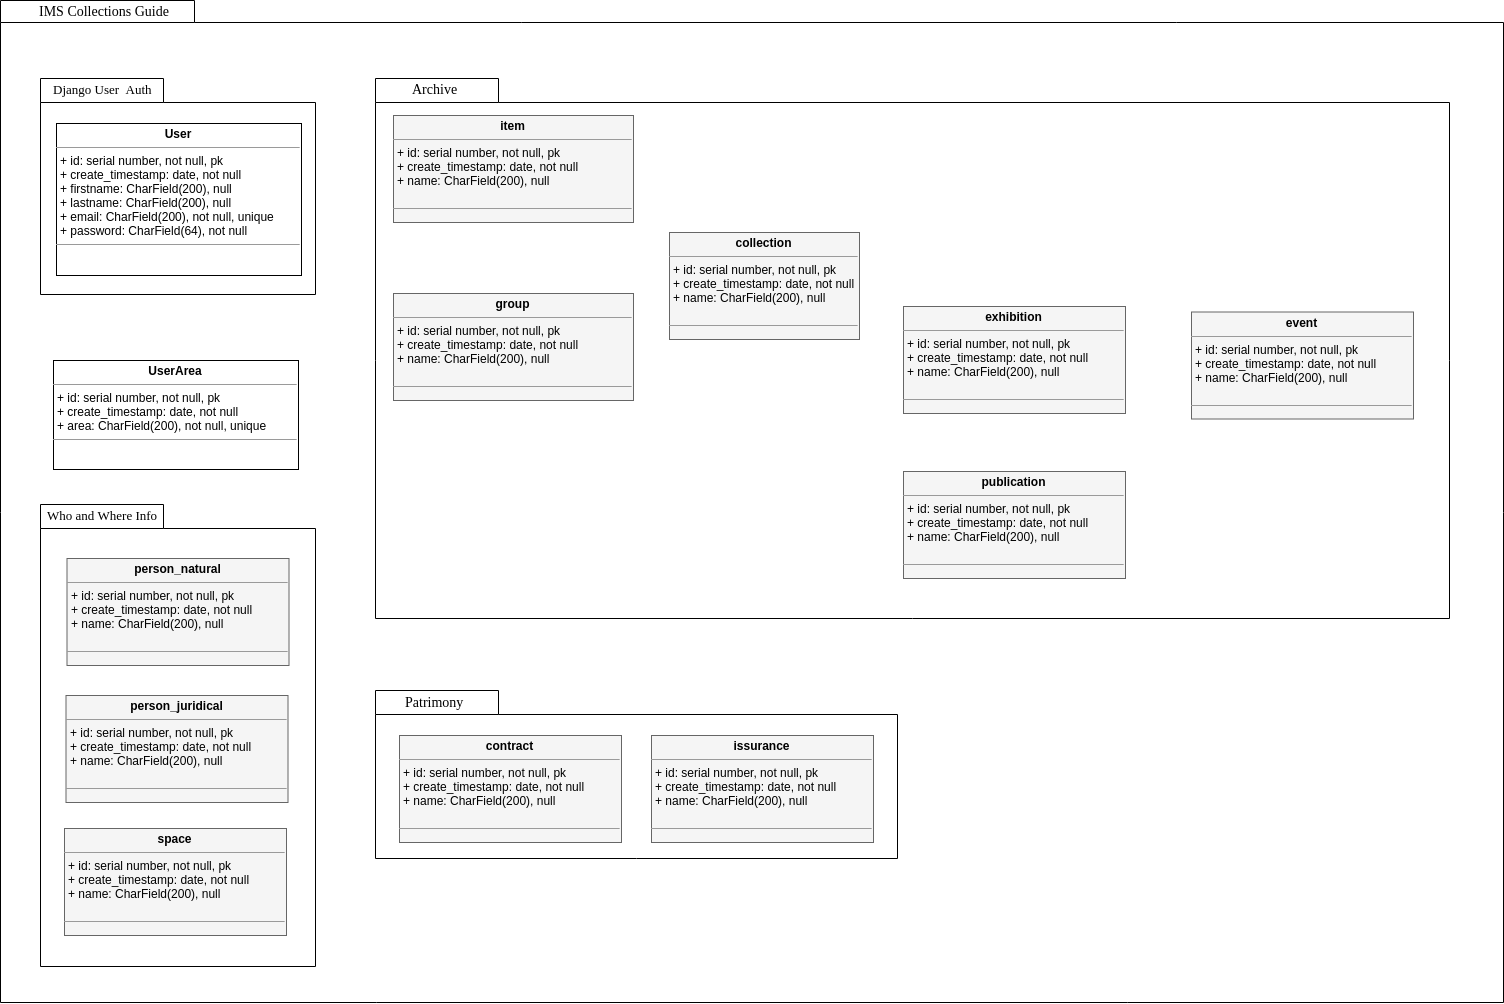 IMS Collections Guide
Django User  Auth
User
+ id: serial number, not null, pk
+ create_timestamp: date, not null
+ firstname: CharField(200), null
+ lastname: CharField(200), null
+ email: CharField(200), not null, unique
+ password: CharField(64), not null
UserArea
+ id: serial number, not null, pk
+ create_timestamp: date, not null
+ area: CharField(200), not null, unique
Who and Where Info
person_natural
+ id: serial number, not null, pk
+ create_timestamp: date, not null
+ name: CharField(200), null
person_juridical
+ id: serial number, not null, pk
+ create_timestamp: date, not null
+ name: CharField(200), null
space
+ id: serial number, not null, pk
+ create_timestamp: date, not null
+ name: CharField(200), null
Archive
item
+ id: serial number, not null, pk
+ create_timestamp: date, not null
+ name: CharField(200), null
group
+ id: serial number, not null, pk
+ create_timestamp: date, not null
+ name: CharField(200), null
collection
+ id: serial number, not null, pk
+ create_timestamp: date, not null
+ name: CharField(200), null
exhibition
+ id: serial number, not null, pk
+ create_timestamp: date, not null
+ name: CharField(200), null
event
+ id: serial number, not null, pk
+ create_timestamp: date, not null
+ name: CharField(200), null
publication
+ id: serial number, not null, pk
+ create_timestamp: date, not null
+ name: CharField(200), null
Patrimony
contract
+ id: serial number, not null, pk
+ create_timestamp: date, not null
+ name: CharField(200), null
issurance
+ id: serial number, not null, pk
+ create_timestamp: date, not null
+ name: CharField(200), null